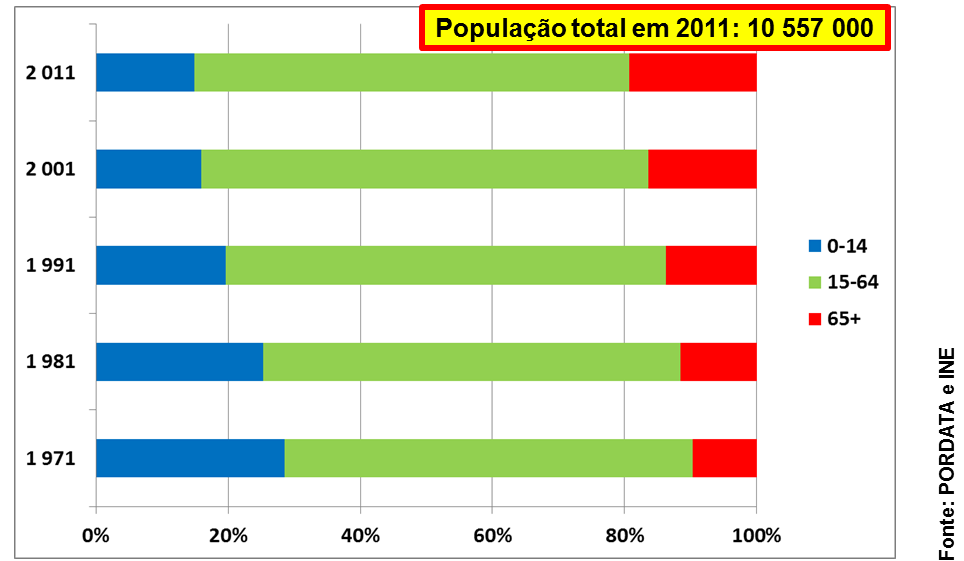 População total em 2011: 10 557 000
2 011
2 001
1 991
1 981
1 971
0% 20% 40% 60% 80% 100%
0-14
15-64
65+
Fonte: PORDATA e INE